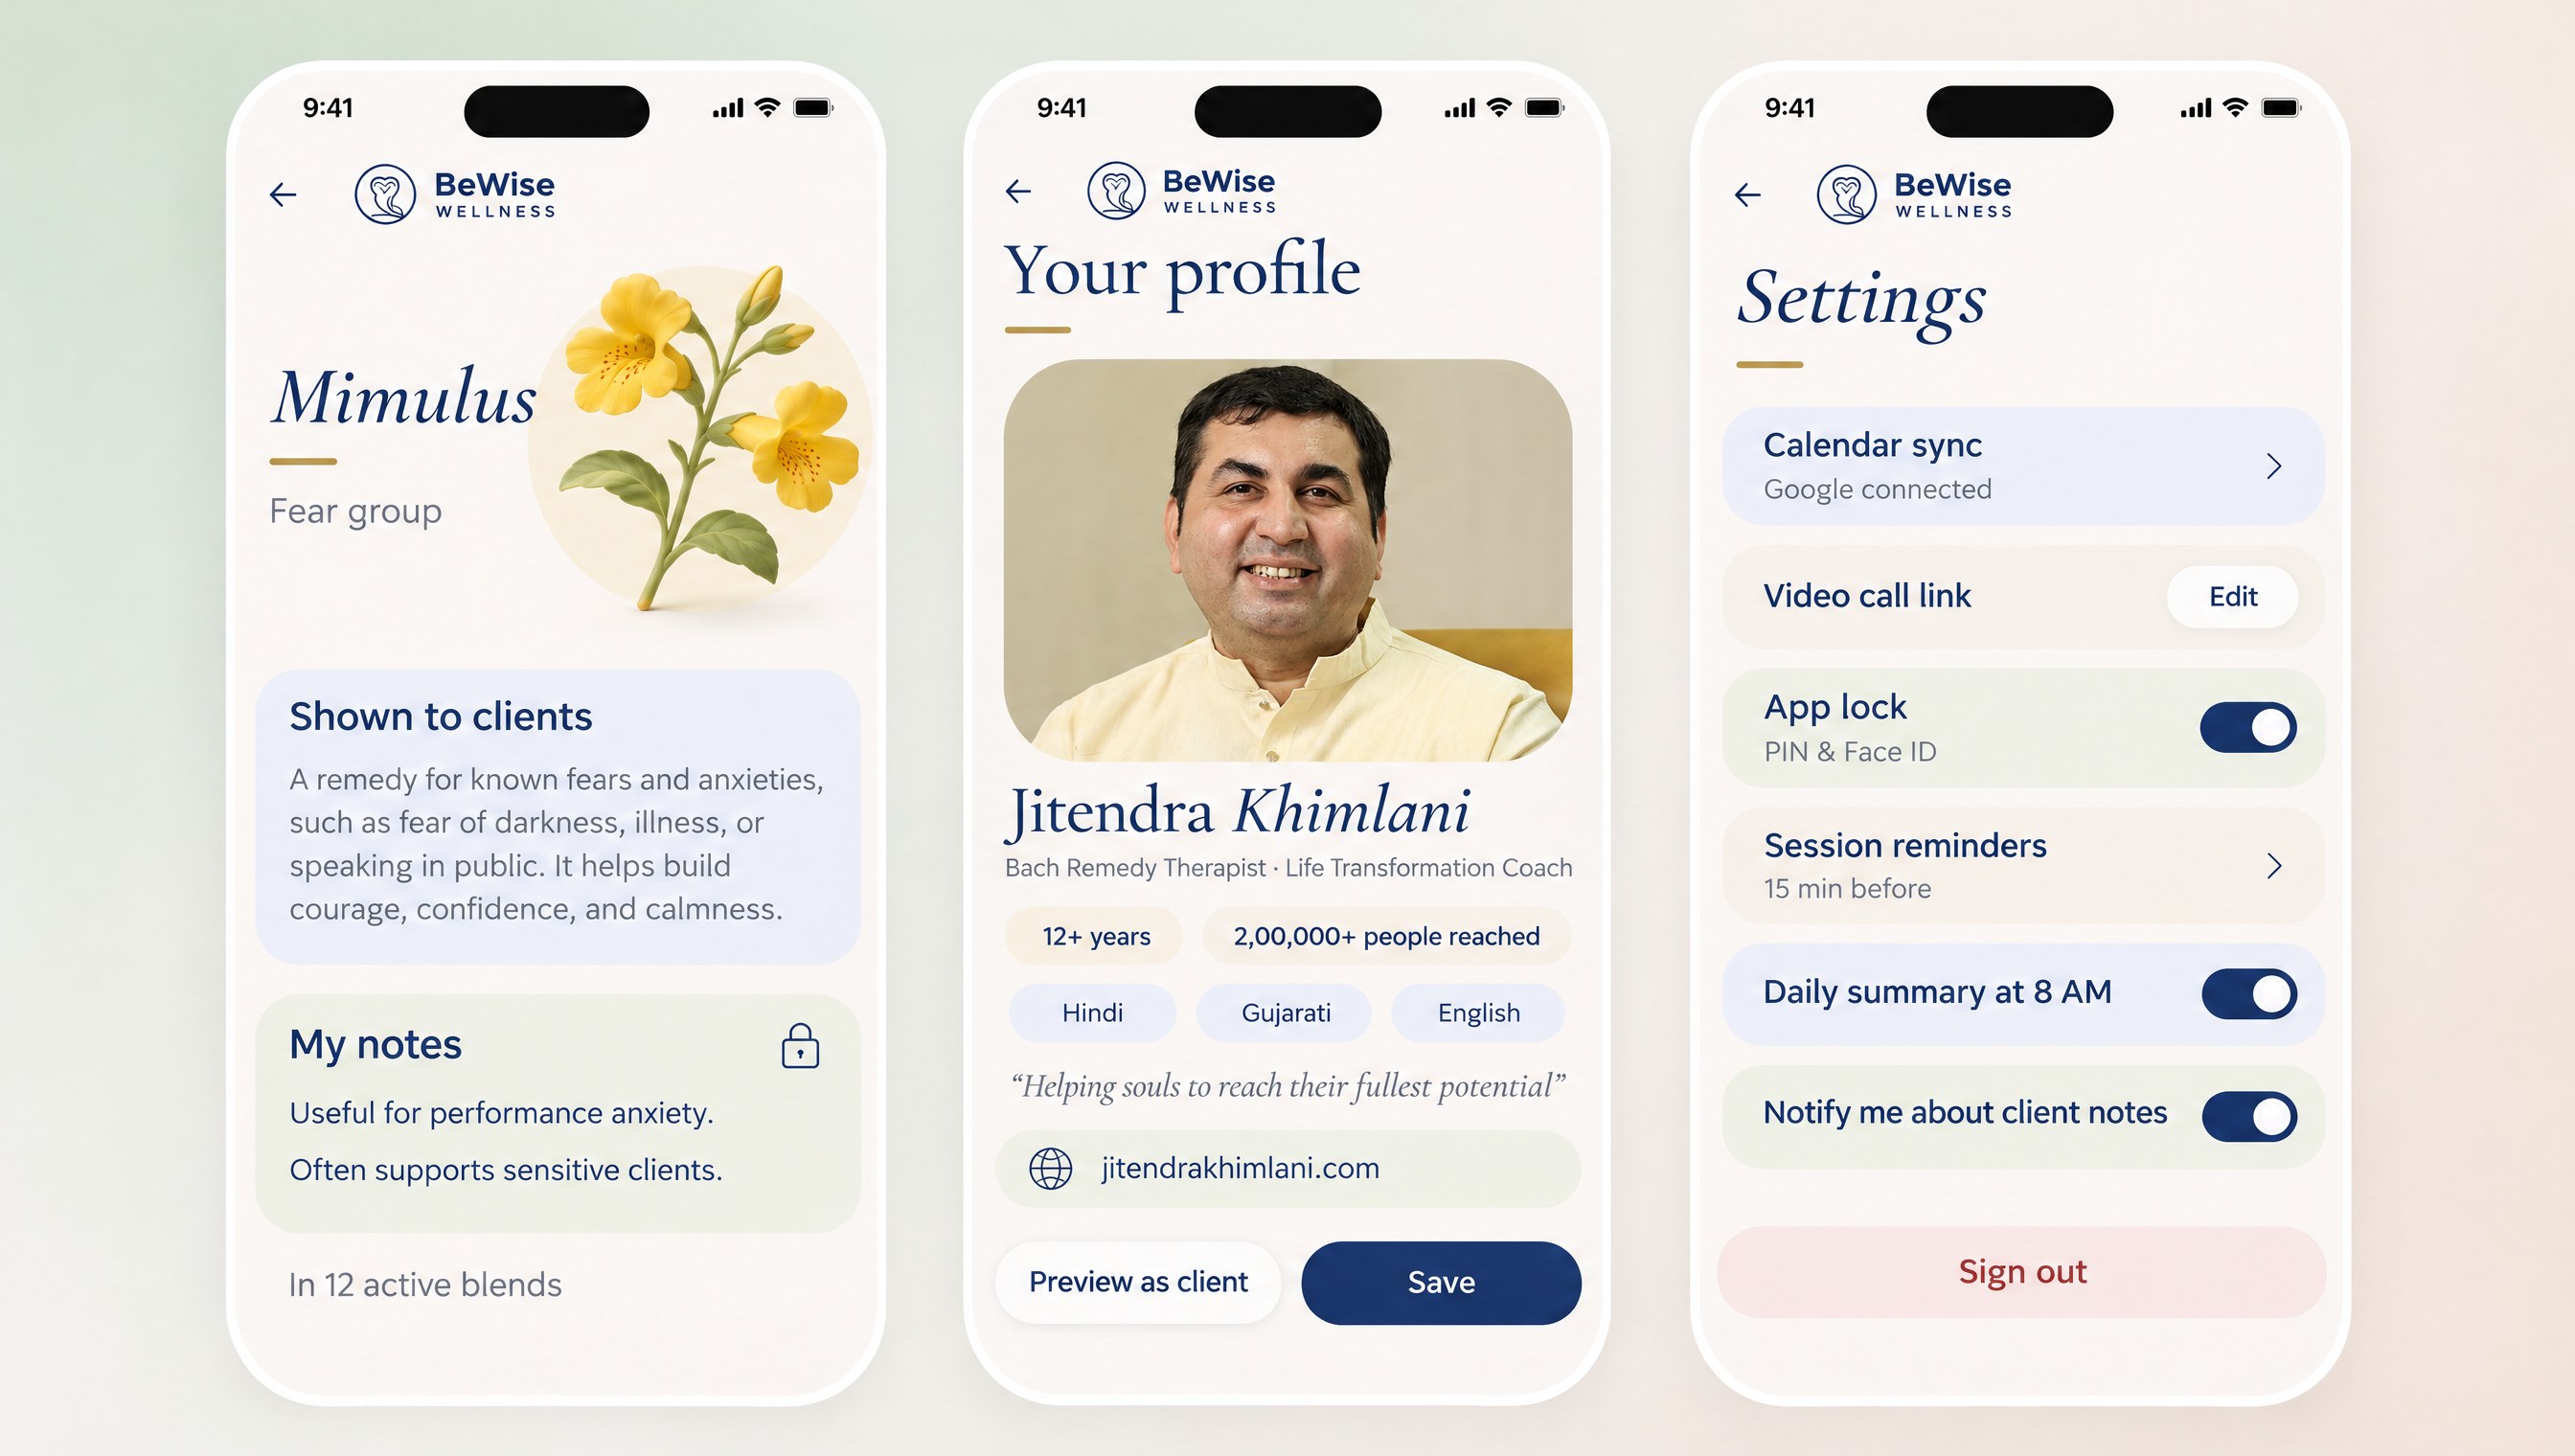 9:41
BeWise
WELLNESS
Mimulus
Fear group
Shown to clients
A remedy for known fears and anxieties,
such as fear of darkness, illness, or
speaking in public. It helps build
courage, confidence, and calmness.
My notes
Useful for performance anxiety.
Often supports sensitive clients.
In 12 active blends
9:41
BeWise
WELLNESS
Your profile
Jitendra Khimlani
Bach Remedy Therapist · Life Transformation Coach
12+ years
2,00,000+ people reached
Hindi
Gujarati
English
“Helping souls to reach their fullest potential”
jitendrakhimlani.com
Preview as client
Save
9:41
BeWise
WELLNESS
Settings
Calendar sync
Google connected
Video call link
Edit
App lock
PIN & Face ID
Session reminders
15 min before
Daily summary at 8 AM
Notify me about client notes
Sign out